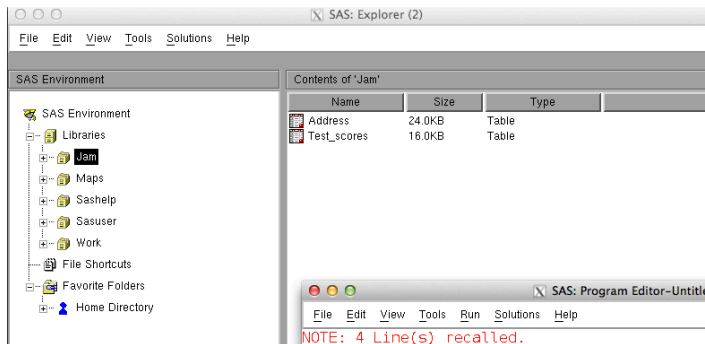 SAS: Explorer (2)
File Edit View Tools Solutions Help
SAS Environment
Contents of 'Jam'
Name Size Type
SAS Environment
Libraries
Jam
Maps
Sashelp
Sasuser
Work
File Shortcuts
Favorite Folders
Home Directory
Address 24.0KB Table
Test_scores 16.0KB Table
SAS: Program Editor-Untitle
File Edit View Tools Run Solutions Help
NOTE: 4 Line(s) recalled.